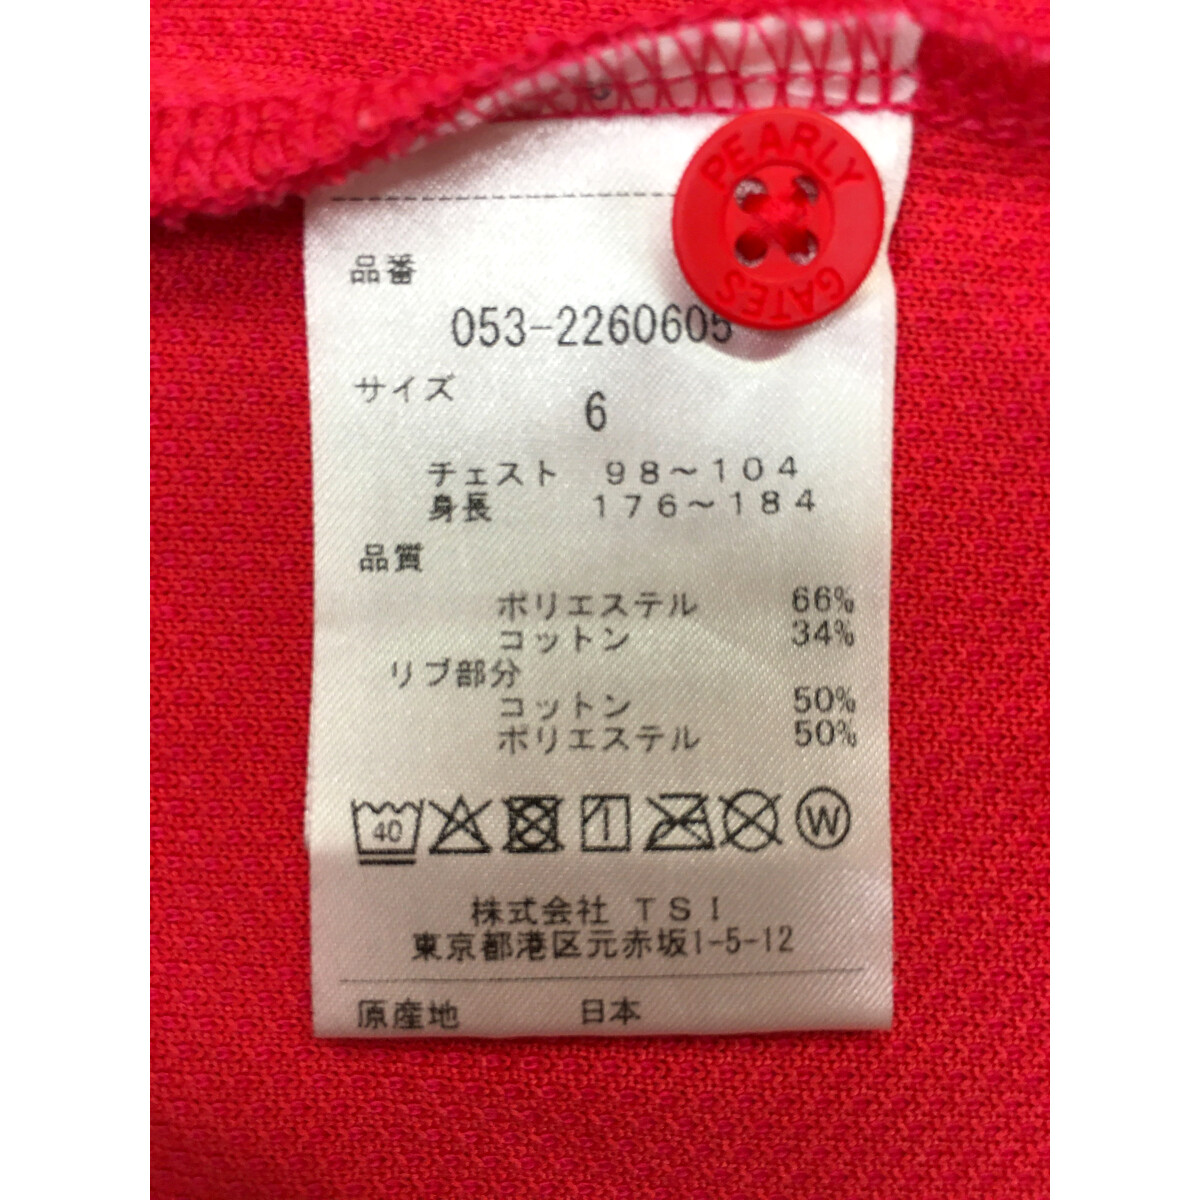 PEARLY
GATES
品番
053-2260605
サイズ
6
チェスト 98～104
身長 176～184
品質
ポリエステル 66%
コットン 34%
リブ部分
コットン 50%
ポリエステル 50%
40
W
株式会社 TSI
東京都港区元赤坂1-5-12
原産地 日本